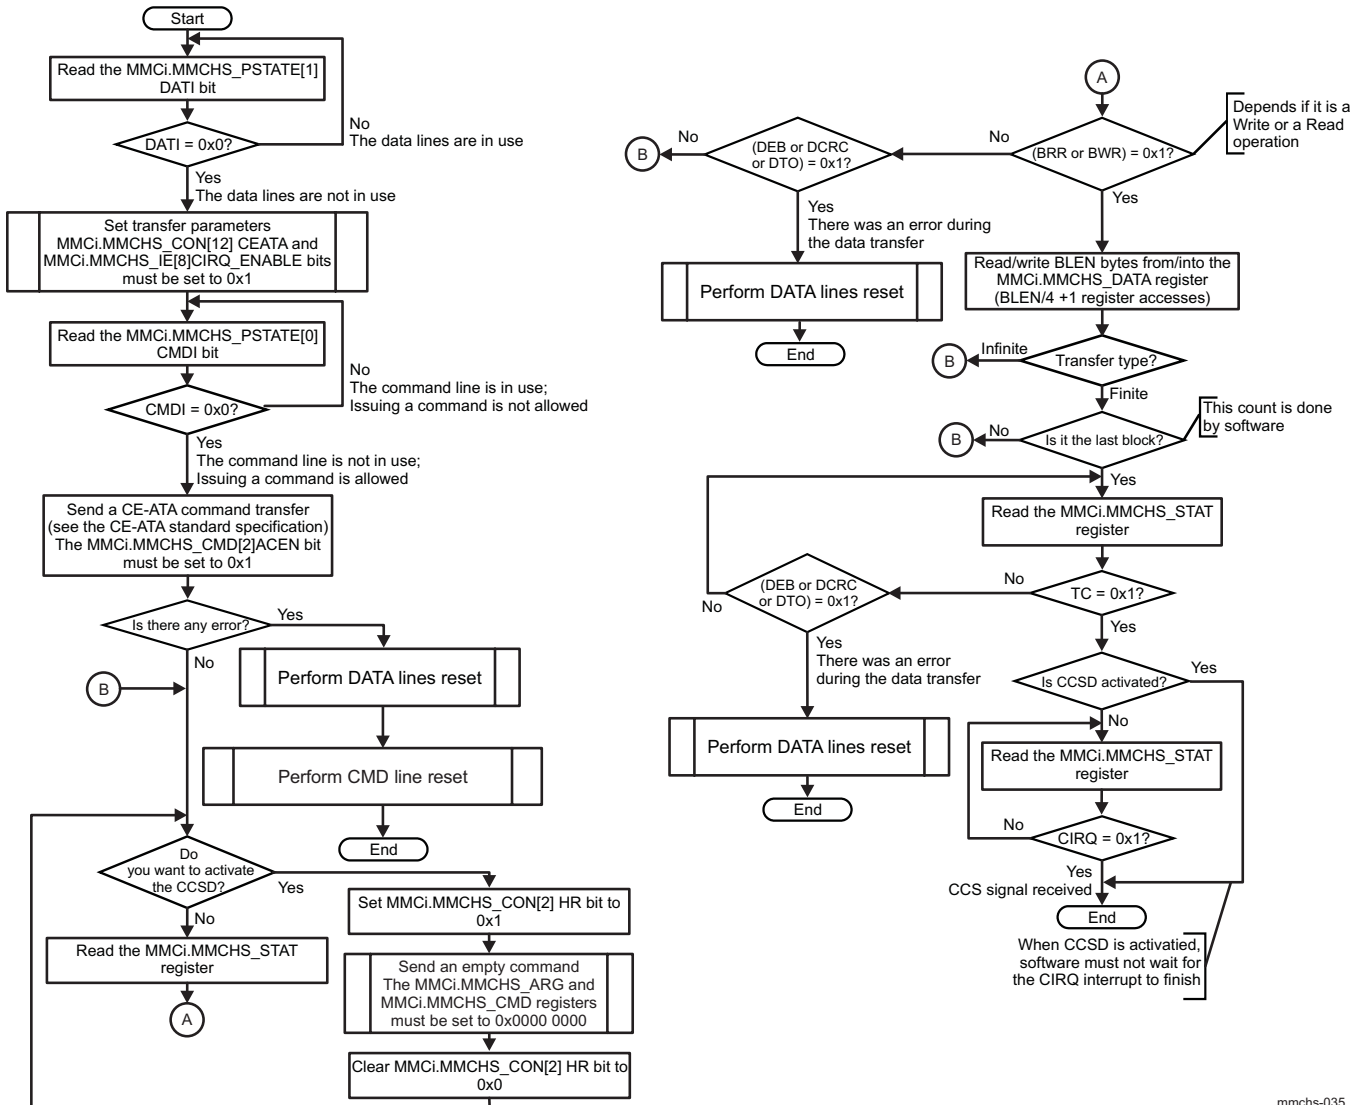 Start
Read the MMCi.MMCHS_PSTATE[1]
DATI bit
No
The data lines are in use
DATI = 0x0?
Yes
The data lines are not in use
Set transfer parameters
MMCi.MMCHS_CON[12] CEATA and
MMCi.MMCHS_IE[8]CIRQ_ENABLE bits
must be set to 0x1
Read the MMCi.MMCHS_PSTATE[0]
CMDI bit
No
The command line is in use;
Issuing a command is not allowed
CMDI = 0x0?
Yes
The command line is not in use;
Issuing a command is allowed
Send a CE-ATA command transfer
(see the CE-ATA standard specification)
The MMCi.MMCHS_CMD[2]ACEN bit
must be set to 0x1
Is there any error?
Yes
No
Perform DATA lines reset
B
Perform CMD line reset
End
Do
you want to activate
the CCSD?
Yes
No
Read the MMCi.MMCHS_STAT
register
A
Set MMCi.MMCHS_CON[2] HR bit to
0x1
Send an empty command
The MMCi.MMCHS_ARG and
MMCi.MMCHS_CMD registers
must be set to 0x0000 0000
Clear MMCi.MMCHS_CON[2] HR bit to
0x0
A
Depends if it is a
Write or a Read
operation
(BRR or BWR) = 0x1?
No
(DEB or DCRC
or DTO) = 0x1?
No
B
Yes
There was an error during
the data transfer
Perform DATA lines reset
End
Yes
Read/write BLEN bytes from/into the
MMCi.MMCHS_DATA register
(BLEN/4 +1 register accesses)
Transfer type?
Infinite
B
Finite
This count is done
by software
Is it the last block?
No
B
Yes
Read the MMCi.MMCHS_STAT
register
TC = 0x1?
No
(DEB or DCRC
or DTO) = 0x1?
No
Yes
There was an error
during the data transfer
Perform DATA lines reset
End
Yes
Is CCSD activated?
Yes
No
Read the MMCi.MMCHS_STAT
register
CIRQ = 0x1?
No
Yes
CCS signal received
End
When CCSD is activatied,
software must not wait for
the CIRQ interrupt to finish
mmchs-035